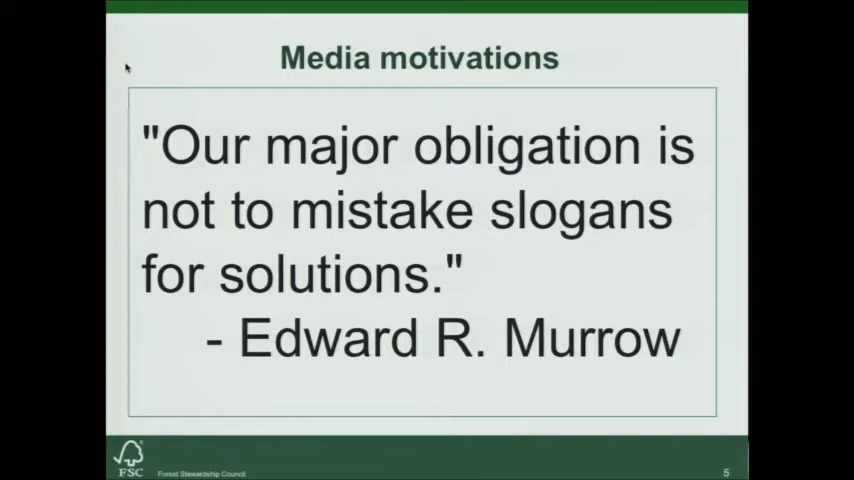 Media motivations
"Our major obligation is
not to mistake slogans
for solutions."
- Edward R. Murrow
FSC
Forest Stewardship Council
5